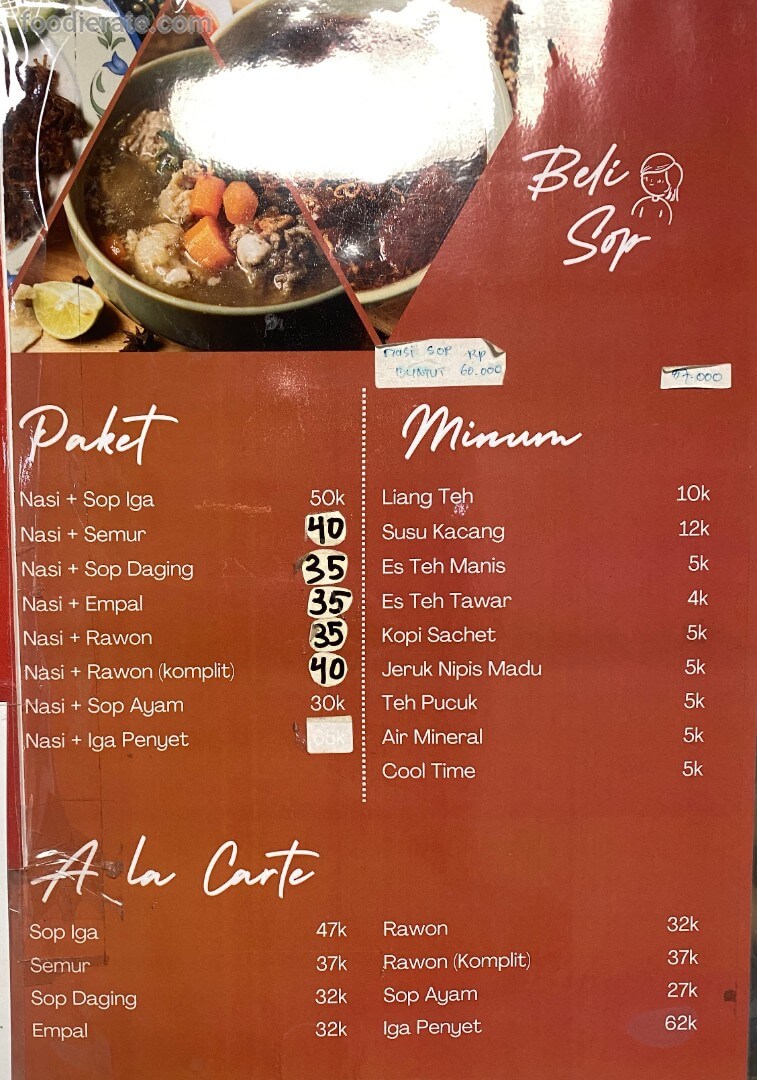 foodierate.com
Beli
Sop
nasi SOP Rp
BUNTUT 60.000
Paket
Nasi + Sop Iga 50k
Nasi + Semur 40
Nasi + Sop Daging 35
Nasi + Empal 35
Nasi + Rawon 35
Nasi + Rawon (komplit) 40
Nasi + Sop Ayam 30k
Nasi + Iga Penyet
Minum
Liang Teh 10k
Susu Kacang 12k
Es Teh Manis 5k
Es Teh Tawar 4k
Kopi Sachet 5k
Jeruk Nipis Madu 5k
Teh Pucuk 5k
Air Mineral 5k
Cool Time 5k
A la Carte
Sop Iga 47k
Semur 37k
Sop Daging 32k
Empal 32k
Rawon 32k
Rawon (Komplit) 37k
Sop Ayam 27k
Iga Penyet 62k